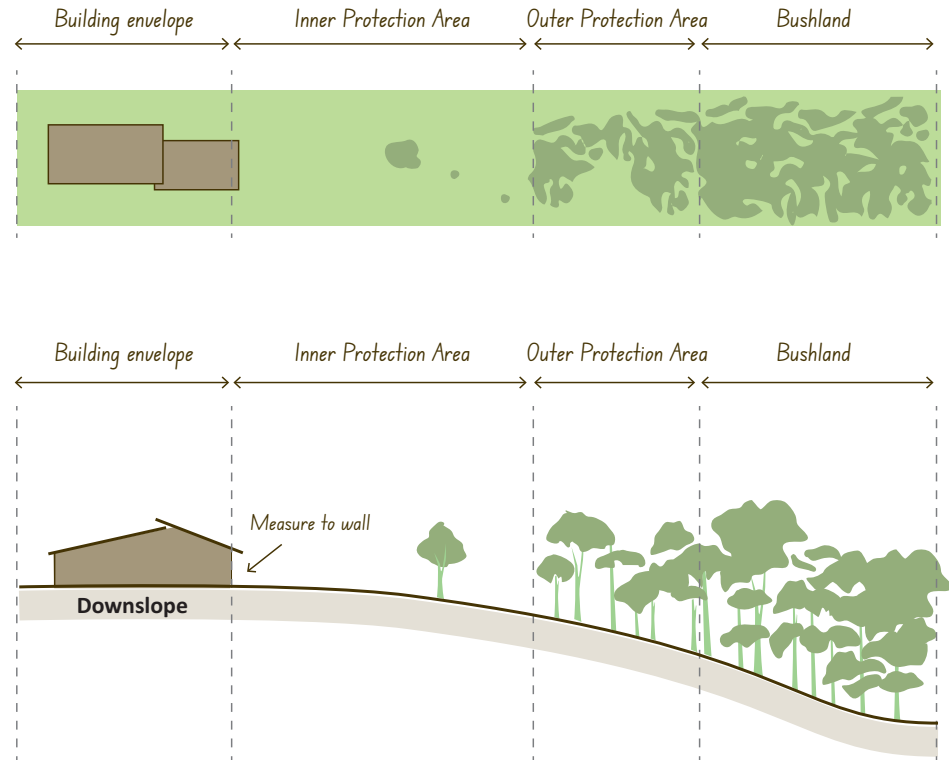 Building envelope
Inner Protection Area
Outer Protection Area
Bushland
Building envelope
Inner Protection Area
Outer Protection Area
Bushland
Measure to wall
Downslope